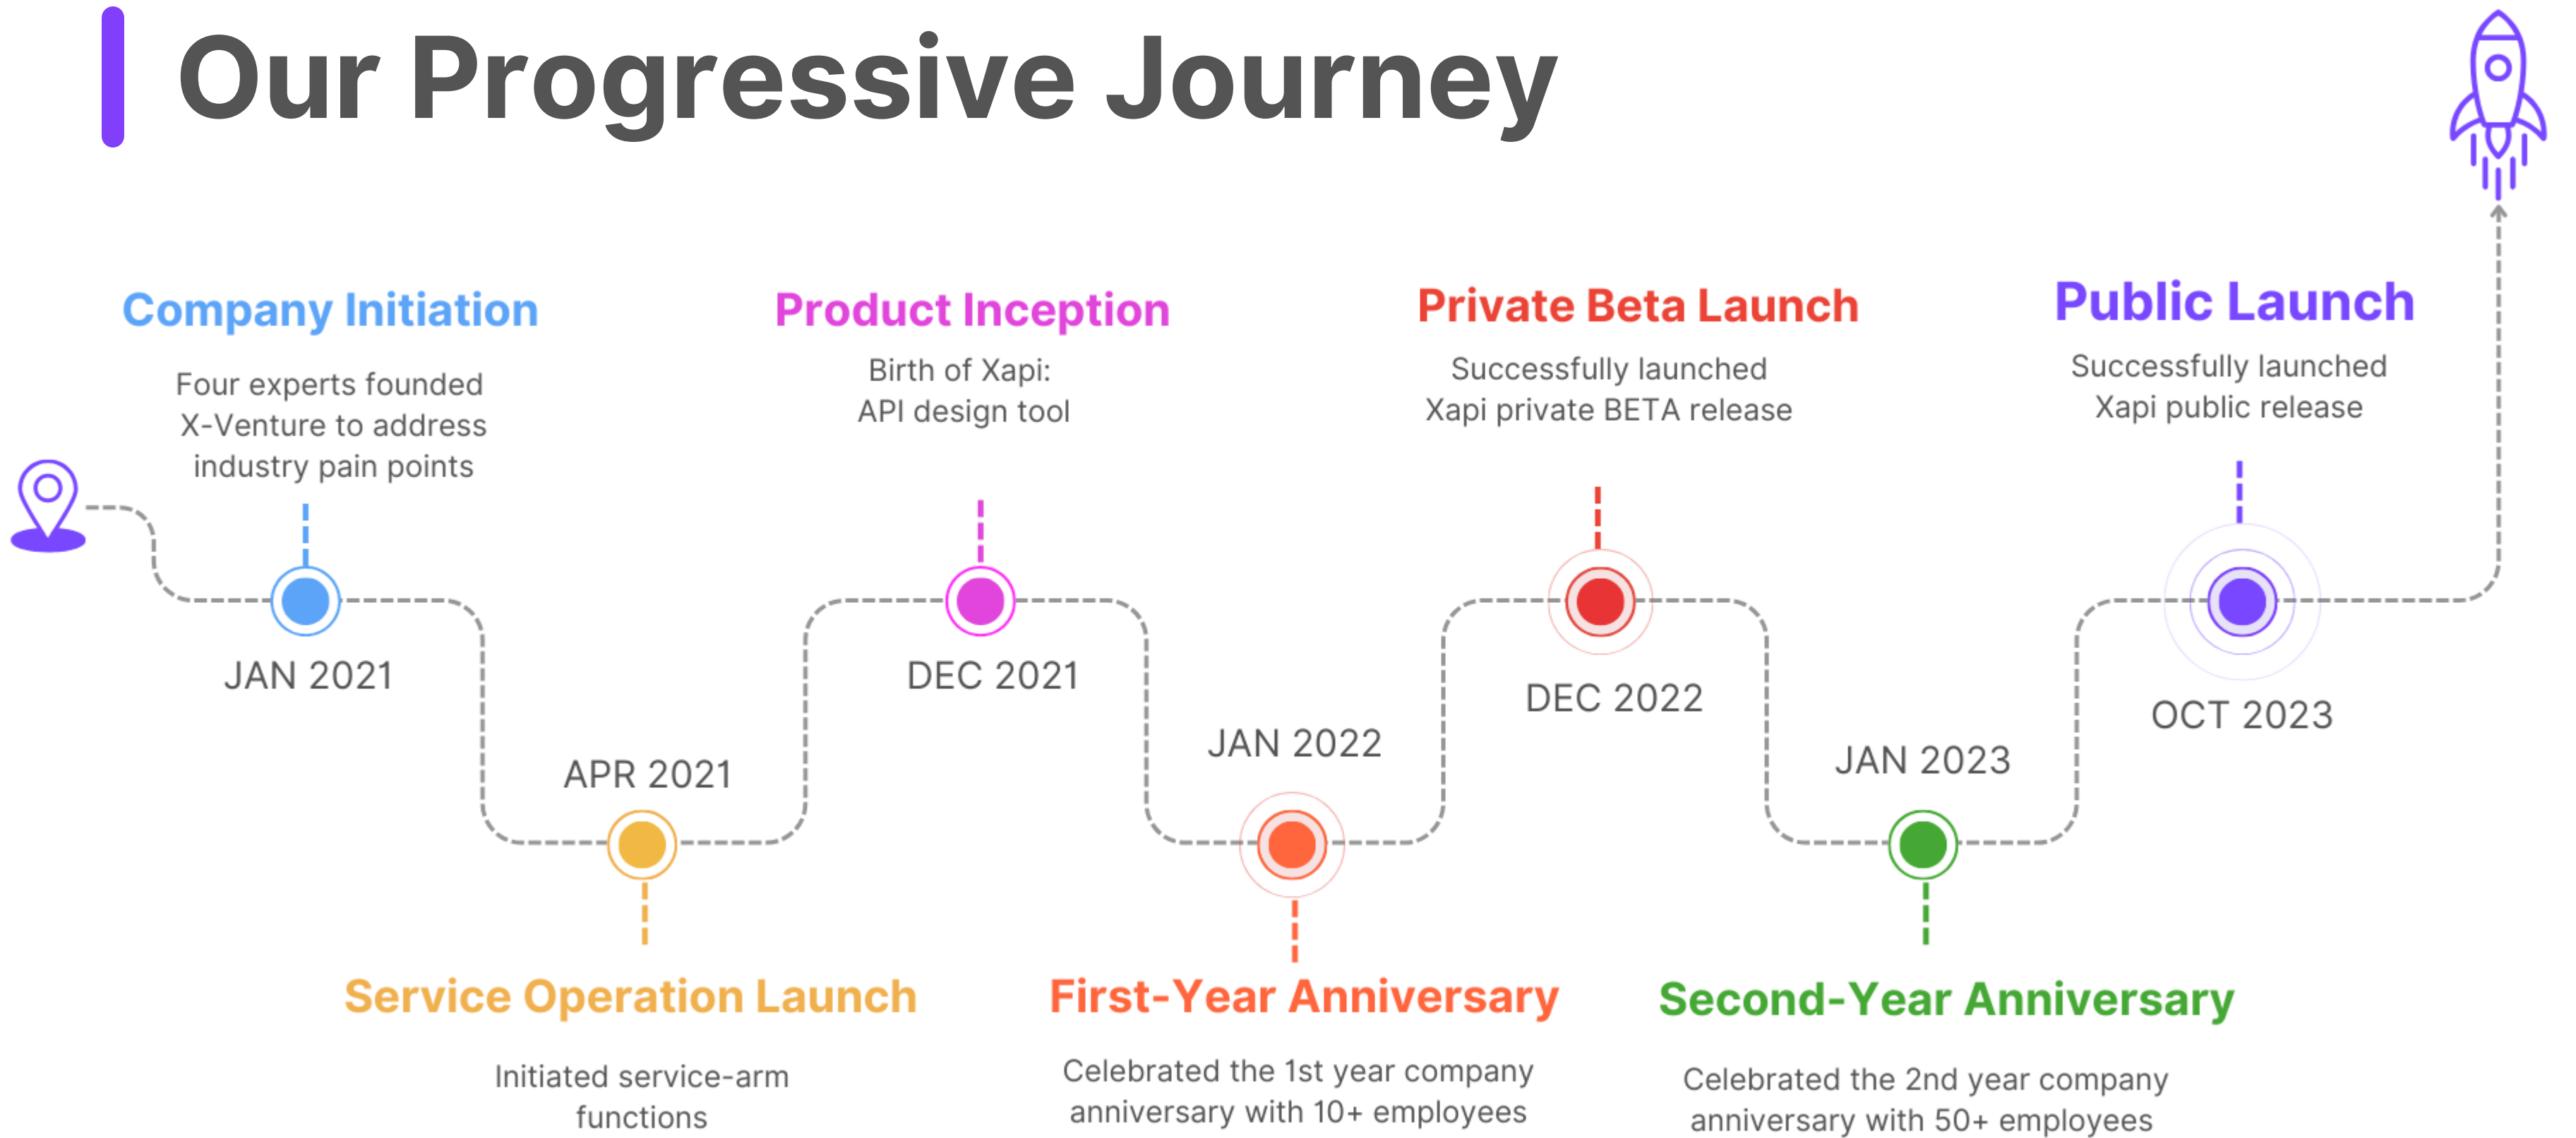 Our Progressive Journey
Company Initiation
Four experts founded
X-Venture to address
industry pain points
JAN 2021
APR 2021
Service Operation Launch
Initiated service-arm
functions
Product Inception
Birth of Xapi:
API design tool
DEC 2021
JAN 2022
First-Year Anniversary
Celebrated the 1st year company
anniversary with 10+ employees
Private Beta Launch
Successfully launched
Xapi private BETA release
DEC 2022
JAN 2023
Second-Year Anniversary
Celebrated the 2nd year company
anniversary with 50+ employees
Public Launch
Successfully launched
Xapi public release
OCT 2023